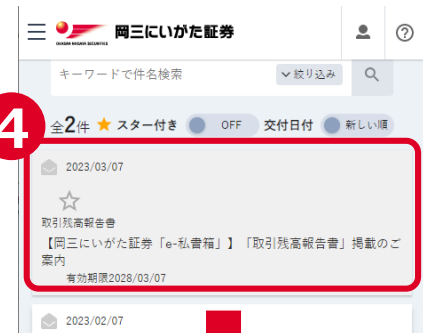 岡三にいがた証券
キーワードで件名検索
絞り込み
4
全2件 ★ スター付き OFF 交付日付 新しい順
2023/03/07
取引残高報告書
【岡三にいがた証券「e-私書箱」】「取引残高報告書」掲載のご
案内
有効期限2028/03/07
2023/02/07